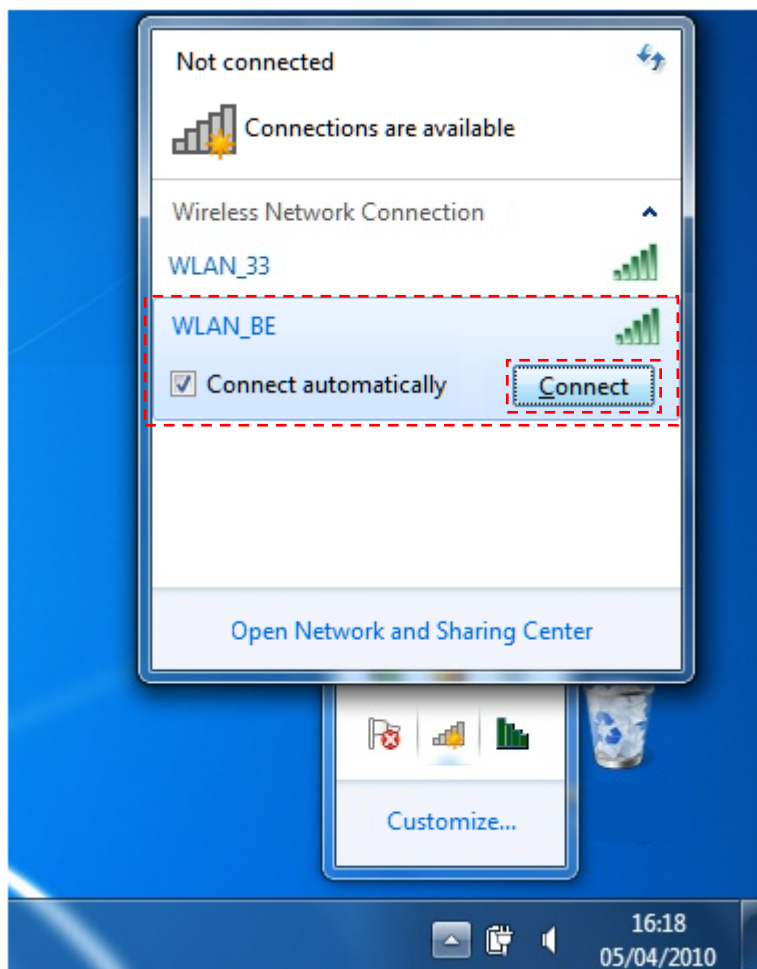 Not connected
Connections are available
Wireless Network Connection
WLAN_33
WLAN_BE
Connect automatically
Connect
Open Network and Sharing Center
Customize...
16:18
05/04/2010